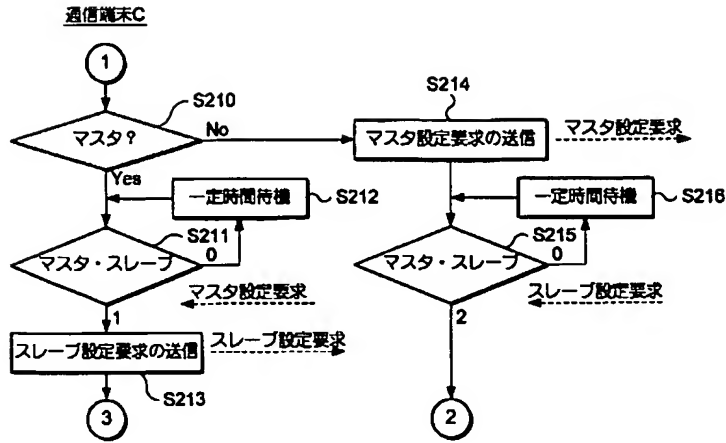 通信端末C
1
S210
マスタ?
No
Yes
S214
マスタ設定要求の送信
マスタ設定要求
一定時間待機
S212
一定時間待機
S216
S211
マスタ・スレーブ
0
S215
マスタ・スレーブ
0
マスタ設定要求
スレーブ設定要求
1
2
スレーブ設定要求の送信
スレーブ設定要求
S213
3
2